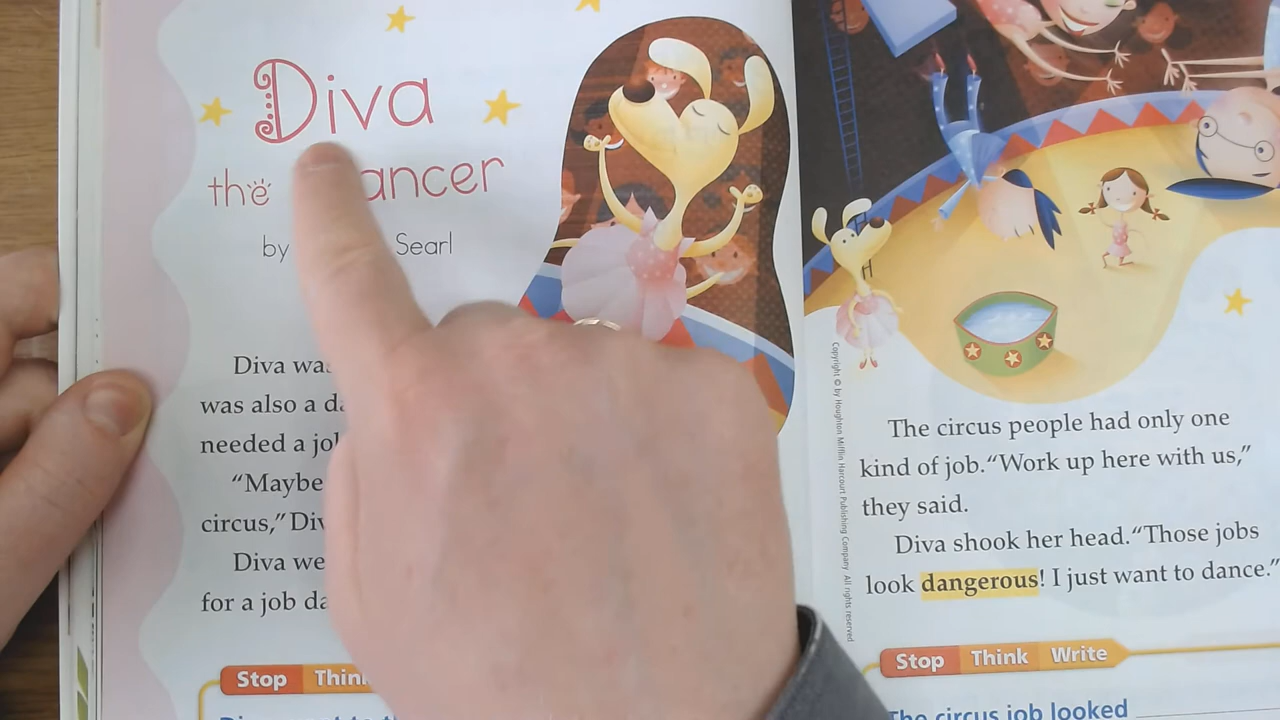 Diva
the ancer
by Searl
Diva was
was also a da
needed a jo
"Maybe
circus," Div
Diva we
for a job da
Stop Think
The circus people had only one
kind of job. "Work up here with us,"
they said.
Diva shook her head. "Those jobs
look dangerous! I just want to dance."
Stop Think Write
The circus job looked
Copyright © by Houghton Mifflin Harcourt Publishing Company All rights reserved